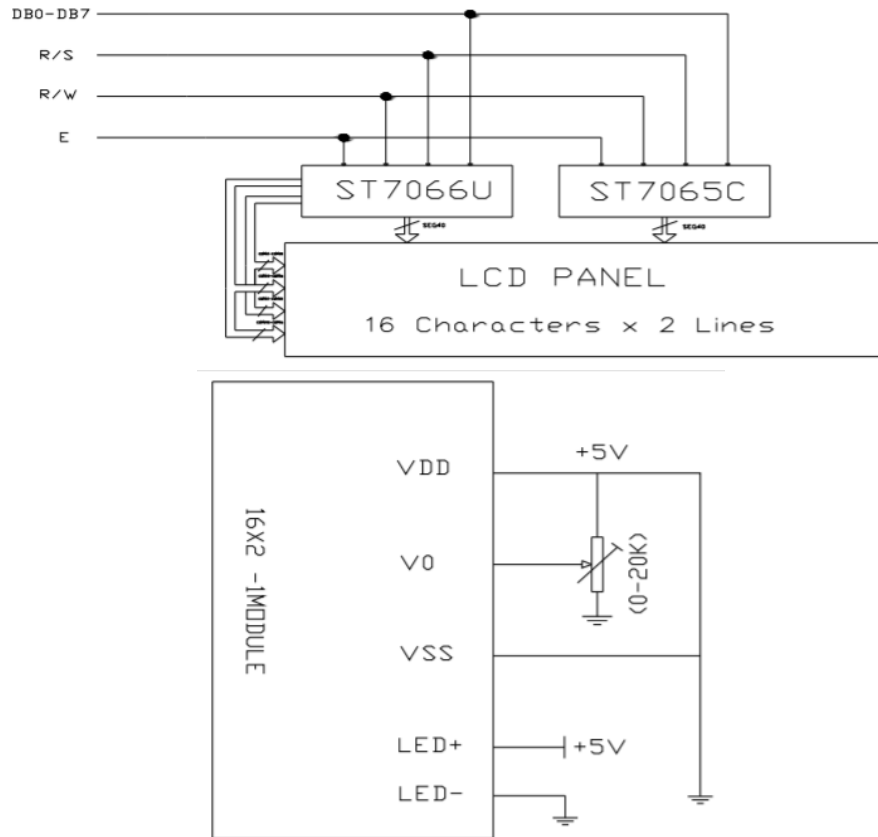 DB0-DB7
R/S
R/W
E
ST7066U
ST7065C
SEG40
SEG40
LCD PANEL
16 Characters x 2 Lines
16X2 -1MODULE
VDD
+5V
V0
(0-20K)
VSS
LED+
+5V
LED-